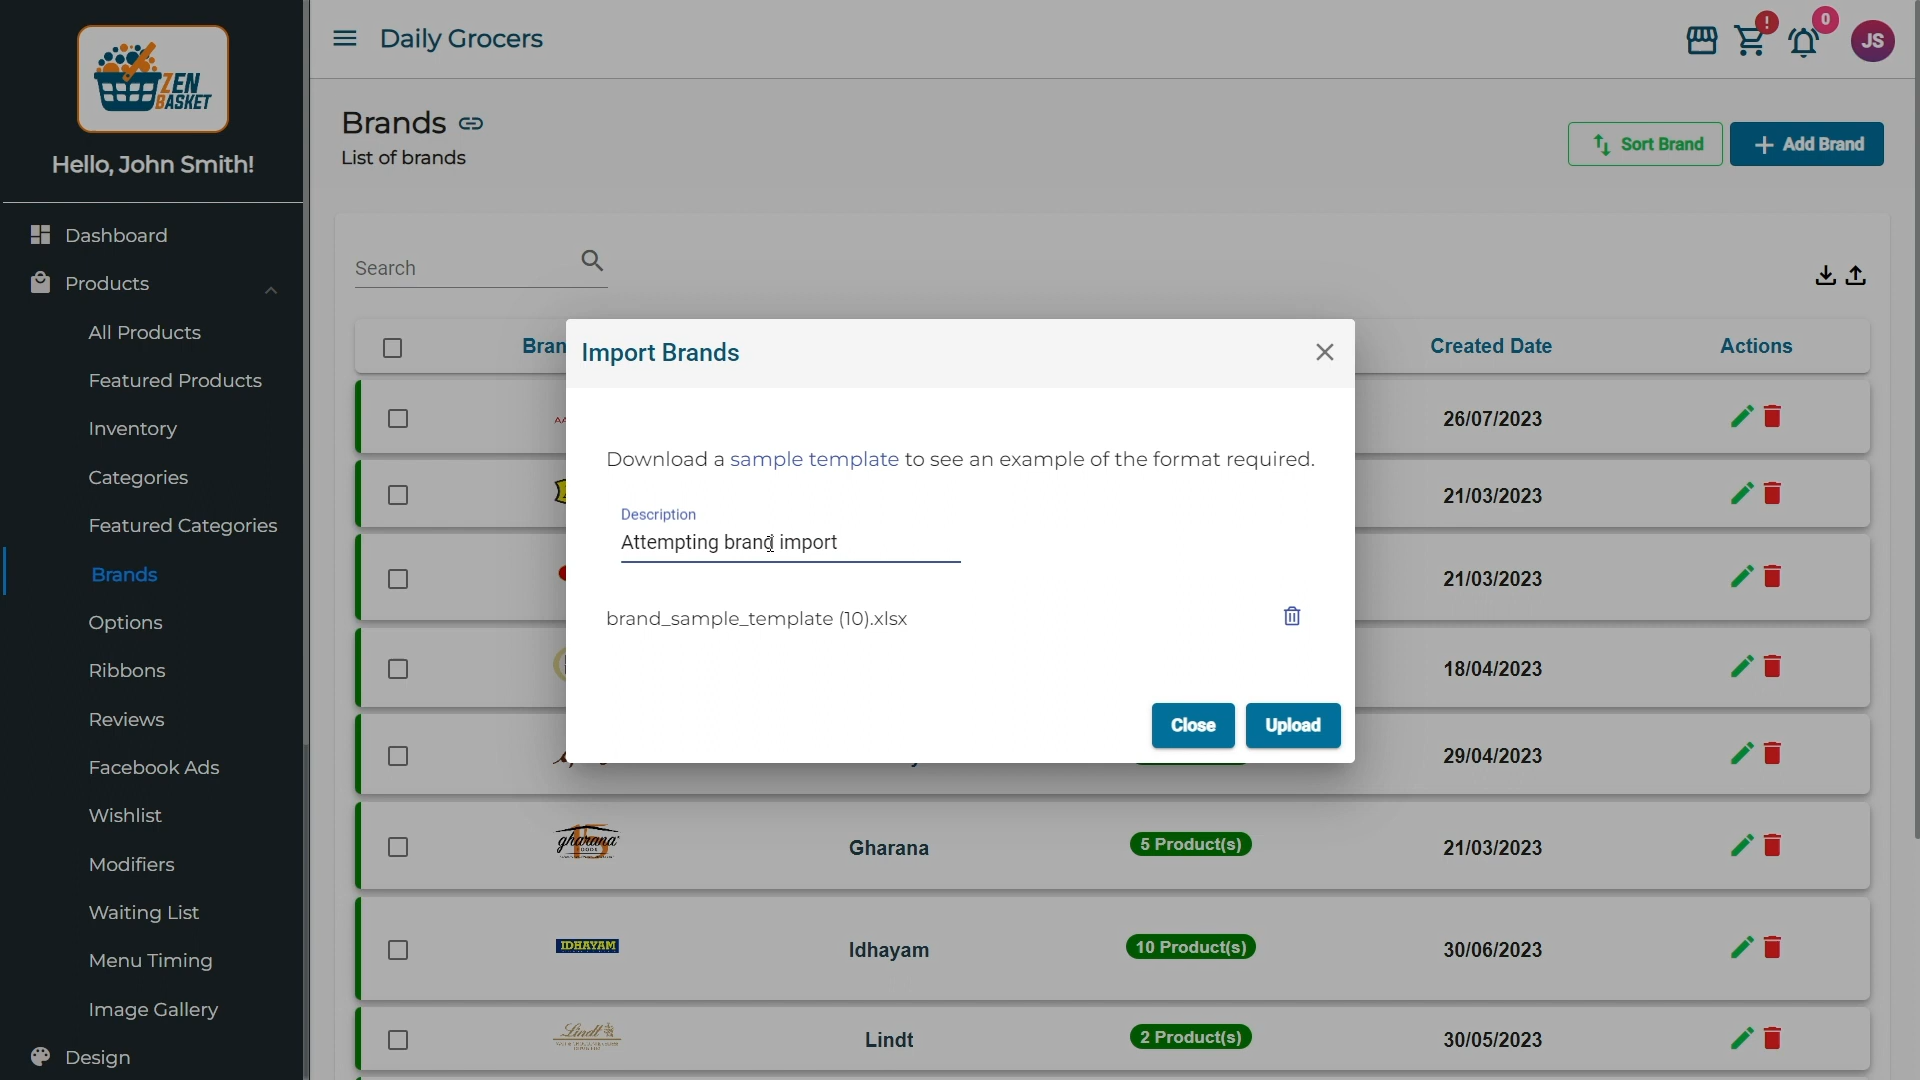 ZEN
BASKET
Hello, John Smith!
Dashboard
Products
All Products
Featured Products
Inventory
Categories
Featured Categories
Brands
Options
Ribbons
Reviews
Facebook Ads
Wishlist
Modifiers
Waiting List
Menu Timing
Image Gallery
Design
Daily Grocers
!
0
JS
Brands
List of brands
Sort Brand
Add Brand
Search
Bran
Created Date
Actions
26/07/2023
21/03/2023
21/03/2023
18/04/2023
29/04/2023
Import Brands
Download a sample template to see an example of the format required.
Description
Attempting brand import
brand_sample_template (10).xlsx
Close
Upload
gharana
FOODS
Gharana
5 Product(s)
21/03/2023
IDHAYAM
Idhayam
10 Product(s)
30/06/2023
Lindt
Lindt
2 Product(s)
30/05/2023